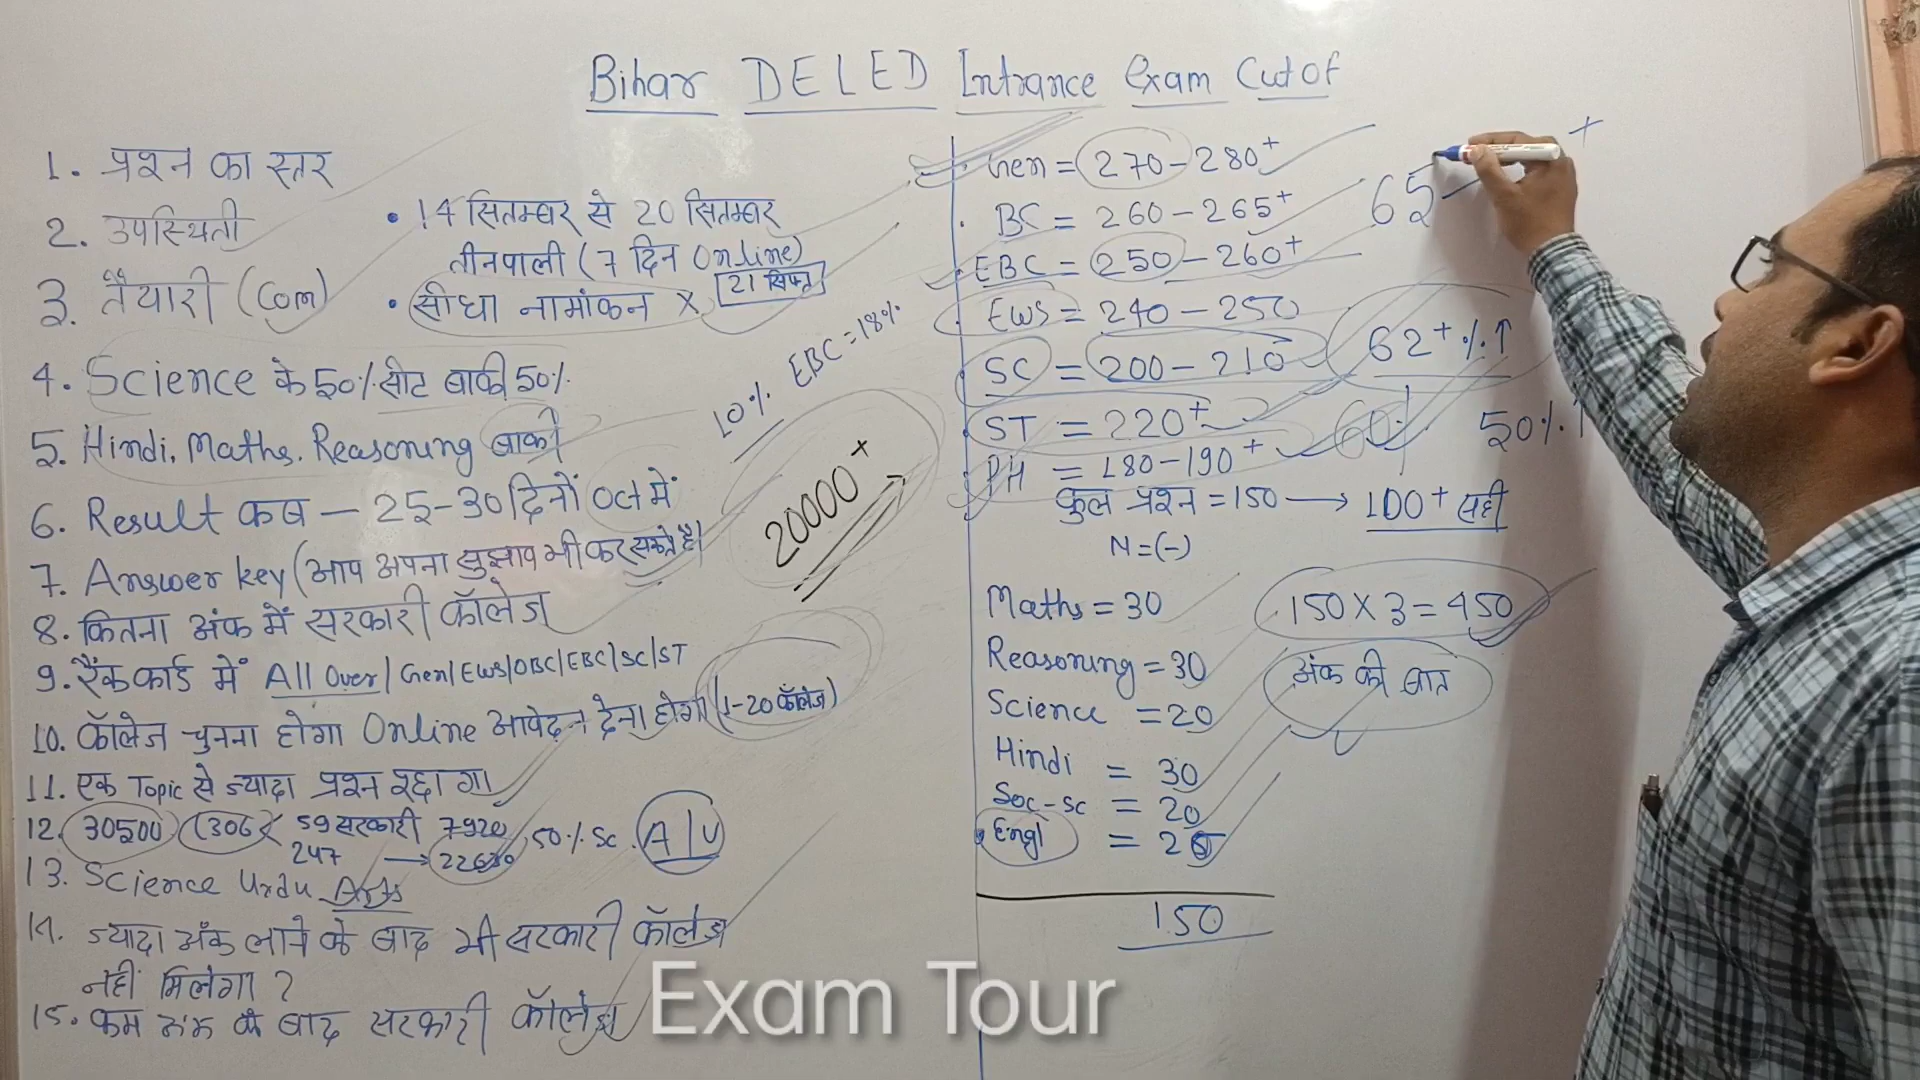 Bihar DELED Intrance Exam Cutof
1. प्रश्न का स्तर
2. उपस्थिती
3. तैयारी (Com)
• 14 सितम्बर से 20 सितम्बर
तीनपाली (7 दिन Online)
• सीधा नामांकन ×
4. Science के 50% सीट बाकी 50%
5. Hindi, Maths, Reasoning बाकी
6. Result कब — 25-30 दिनों Oct में
7. Answer key (आप अपना सुझाव भी कर सकते है)
8. कितना अंक में सरकारी कॉलेज
9. रैंक कार्ड में All Over/Gen/EWS/OBC/EBC/SC/ST
10. कॉलेज चुनना होगा Online आवेदन देना होगा (1-20 कॉलेज)
11. एक Topic से ज्यादा प्रश्न
12. 30500 (306) 59 सरकारी 7920, 50% Sc. A/U
247 →
13. Science Urdu Arts
14. ज्यादा अंक लाने के बाद भी सरकारी कॉलेज
नहीं मिलेगा ?
15. कम अंक के बाद सरकारी कॉलेज
10% EBC = 18%
20000+
Gen = 270 - 280+
BC = 260 - 265+
EBC = 250 - 260+
EWS = 240 - 250
SC = 200 - 210
ST = 220+
PH = 180 - 190+
कुल प्रश्न = 150 → 100+ सही
N = (-)
65
+
62+%↑
60%
50%↑
Maths = 30
Reasoning = 30
Science = 20
Hindi = 30
Soc-Sc = 20
Engl = 20
150
150 × 3 = 450
अंक की बात
Exam Tour